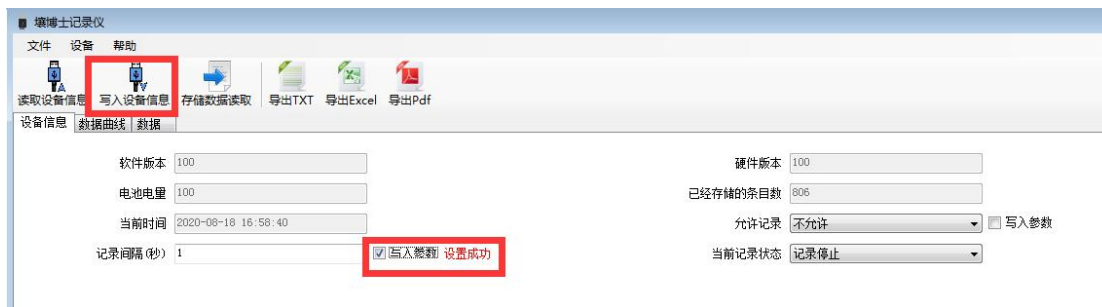 壤博士记录仪
文件 设备 帮助
读取设备信息 写入设备信息 存储数据读取 导出TXT 导出Excel 导出Pdf
设备信息 数据曲线 数据
软件版本 100 硬件版本 100
电池电量 100 已经存储的条目数 806
当前时间 2020-08-18 16:58:40 允许记录 不允许 写入参数
记录间隔(秒) 1 写入参数 设置成功 当前记录状态 记录停止